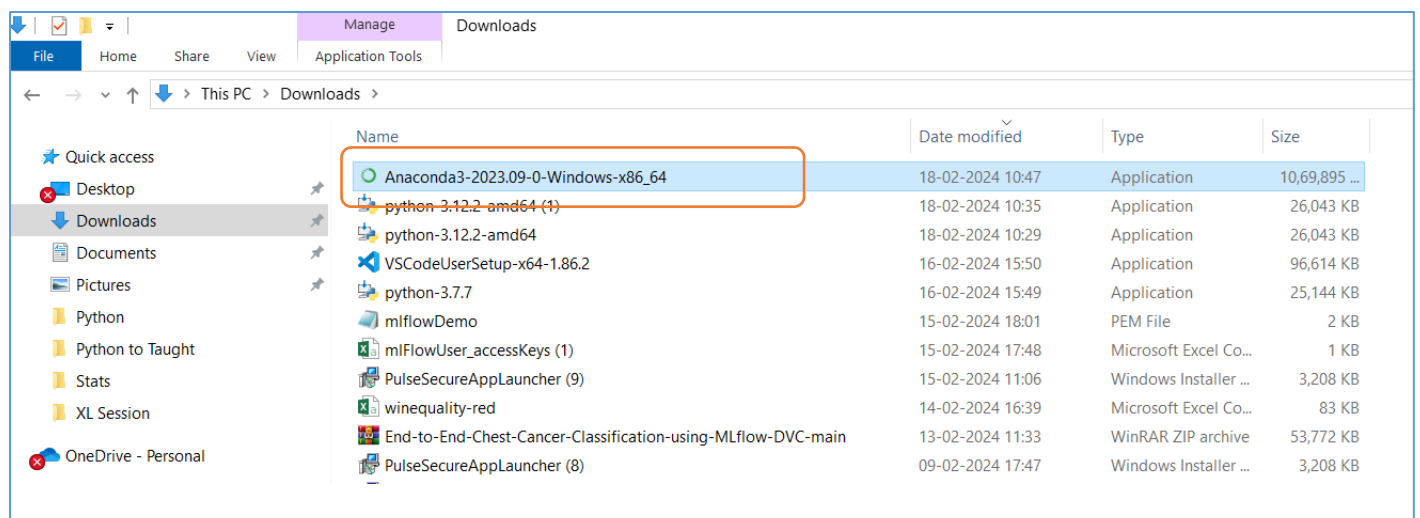 Manage Downloads
File Home Share View Application Tools
This PC > Downloads >
Name Date modified Type Size
Quick access
Desktop
Downloads
Documents
Pictures
Python
Python to Taught
Stats
XL Session
OneDrive - Personal
Anaconda3-2023.09-0-Windows-x86_64 18-02-2024 10:47 Application 10,69,895 ...
python-3.12.2-amd64 (1) 18-02-2024 10:35 Application 26,043 KB
python-3.12.2-amd64 18-02-2024 10:29 Application 26,043 KB
VSCodeUserSetup-x64-1.86.2 16-02-2024 15:50 Application 96,614 KB
python-3.7.7 16-02-2024 15:49 Application 25,144 KB
mlflowDemo 15-02-2024 18:01 PEM File 2 KB
mlFlowUser_accessKeys (1) 15-02-2024 17:48 Microsoft Excel Co... 1 KB
PulseSecureAppLauncher (9) 15-02-2024 11:06 Windows Installer ... 3,208 KB
winequality-red 14-02-2024 16:39 Microsoft Excel Co... 83 KB
End-to-End-Chest-Cancer-Classification-using-MLflow-DVC-main 13-02-2024 11:33 WinRAR ZIP archive 53,772 KB
PulseSecureAppLauncher (8) 09-02-2024 17:47 Windows Installer ... 3,208 KB